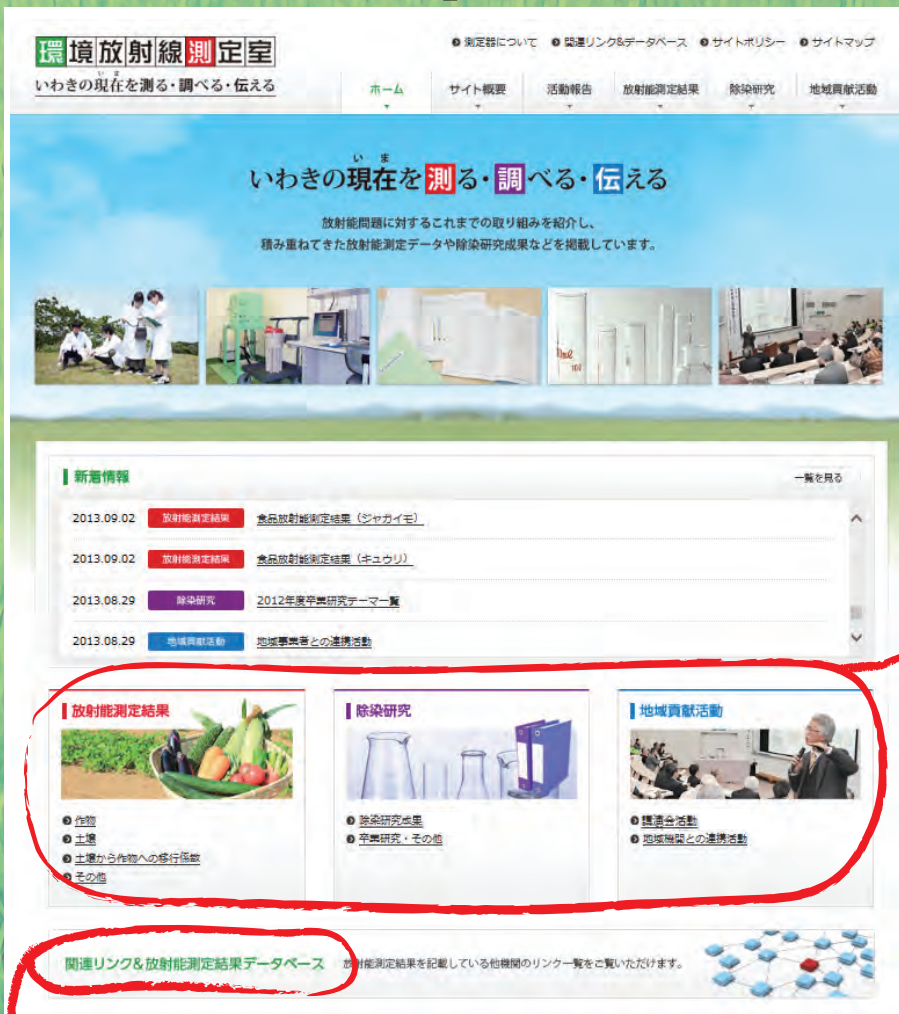 環境放射線測定室
いわきの現在を測る・調べる・伝える
いま
測定器について 関連リンク&データベース サイトポリシー サイトマップ
ホーム サイト概要 活動報告 放射能測定結果 除染研究 地域貢献活動
いま
いわきの現在を測る・調べる・伝える
放射能問題に対するこれまでの取り組みを紹介し、
積み重ねてきた放射能測定データや除染研究成果などを掲載しています。
新着情報 一覧を見る
2013.09.02 放射能測定結果 食品放射能測定結果(ジャガイモ)
2013.09.02 放射能測定結果 食品放射能測定結果(キュウリ)
2013.08.29 除染研究 2012年度卒業研究テーマ一覧
2013.08.29 地域貢献活動 地域事業者との連携活動
放射能測定結果
作物
土壌
土壌から作物への移行係数
その他
除染研究
除染研究成果
卒業研究・その他
地域貢献活動
講演会活動
地域機関との連携活動
関連リンク&放射能測定結果データベース 放射能測定結果を記載している他機関のリンク一覧をご覧いただけます。